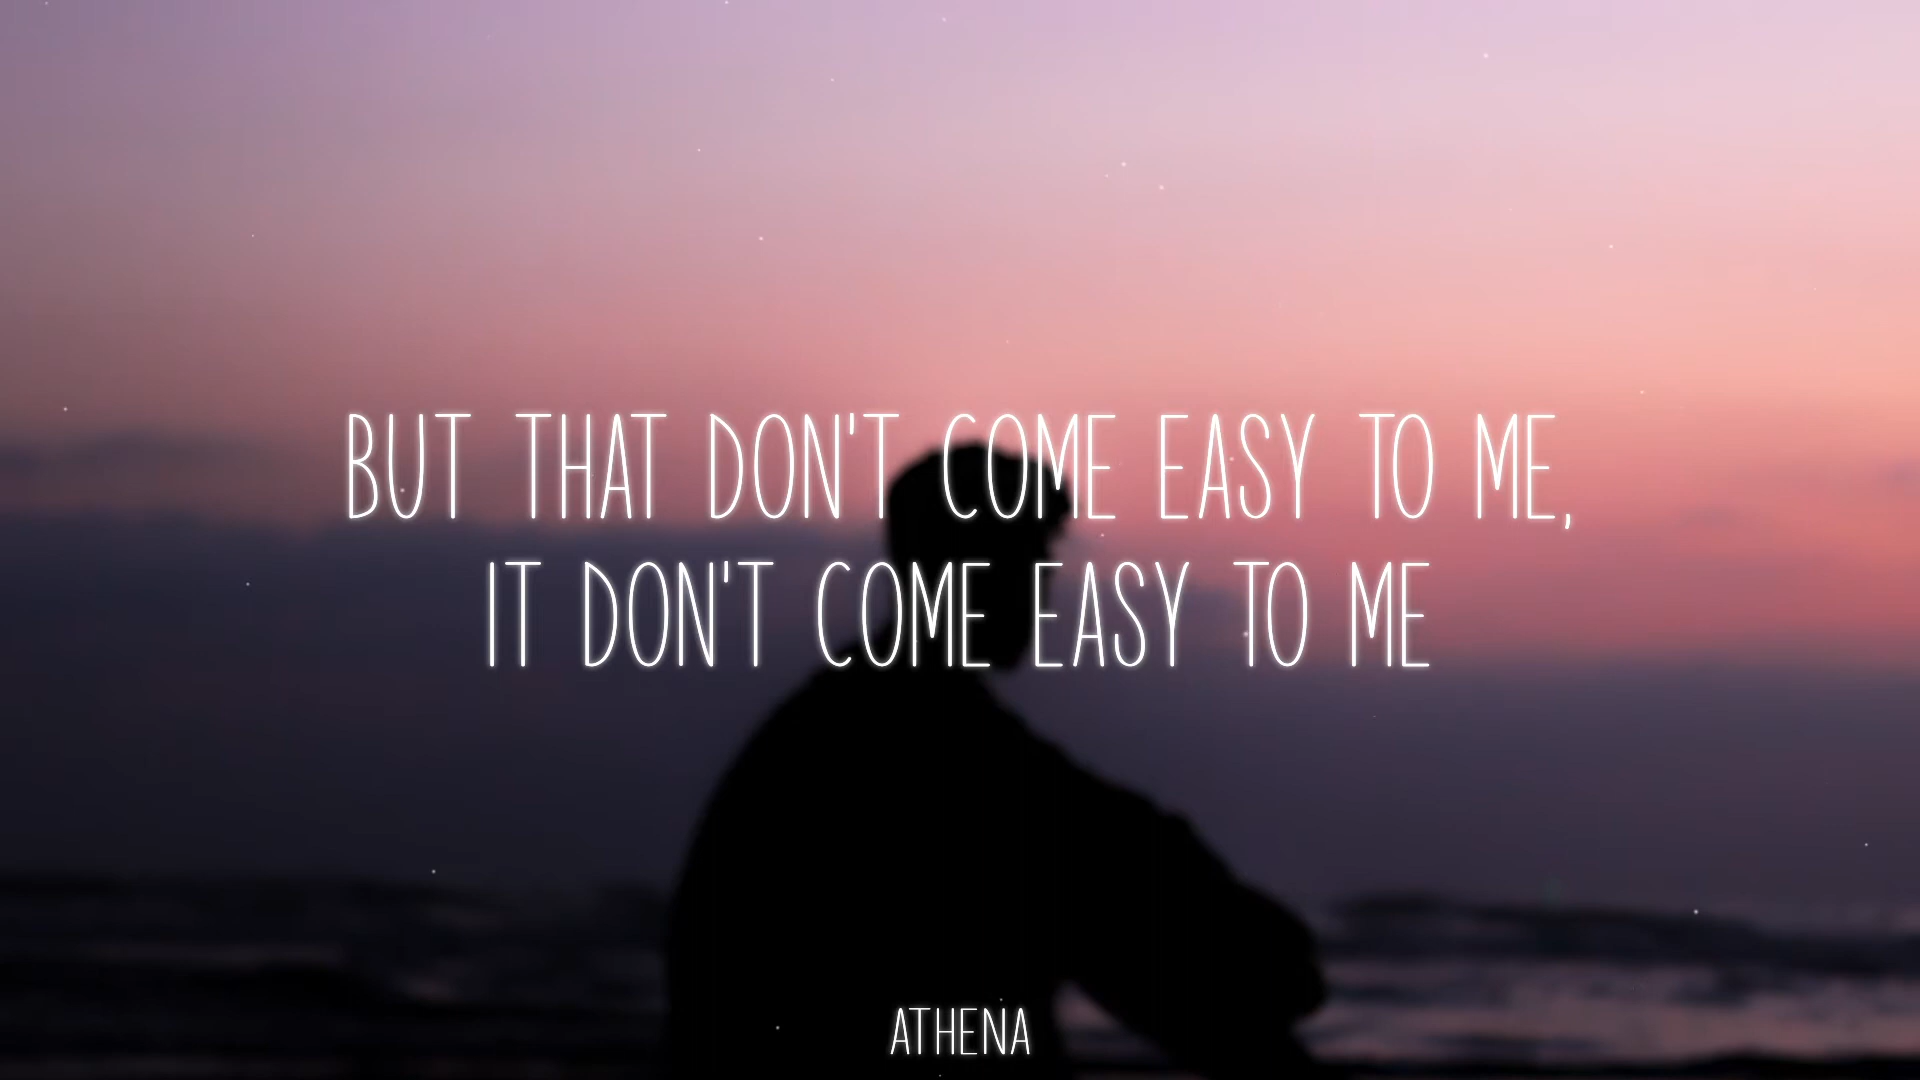 BUT THAT DON'T COME EASY TO ME,
IT DON'T COME EASY TO ME
ATHENA